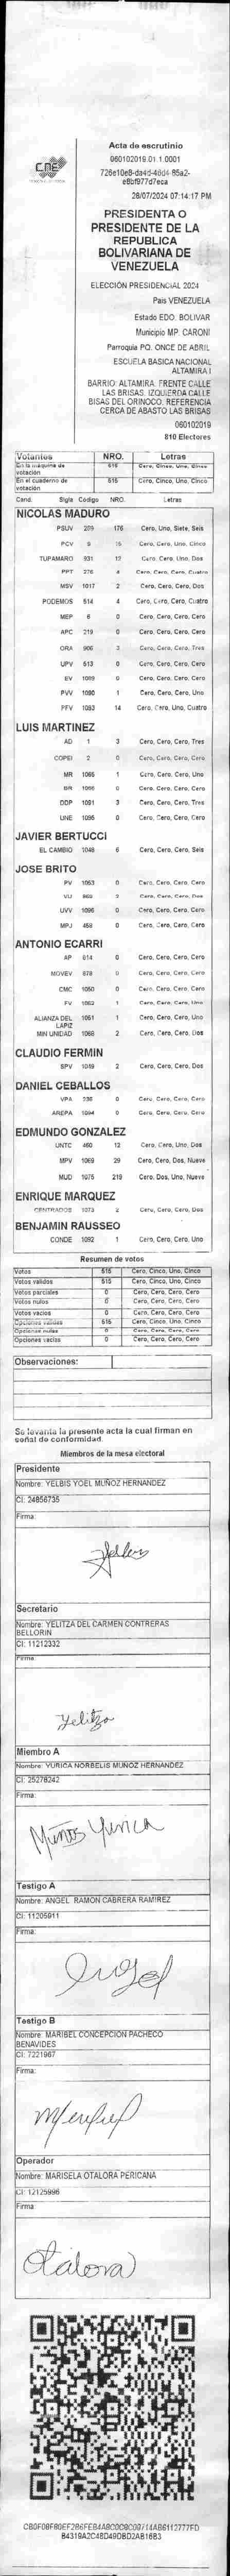 CNE
Acta de escrutinio
060102019.01.1.0001
728e10e8-da4d-48d4-85a2-
e8bf977d7eca
28/07/2024 07:14:17 PM
PRESIDENTA O
PRESIDENTE DE LA
REPUBLICA
BOLIVARIANA DE
VENEZUELA
ELECCIÓN PRESIDENCIAL 2024
Pais VENEZUELA
Estado EDO. BOLIVAR
Municipio MP. CARONI
Parroquia PQ. ONCE DE ABRIL
ESCUELA BASICA NACIONAL
ALTAMIRA I
BARRIO: ALTAMIRA. FRENTE CALLE
LAS BRISAS. IZQUIERDA CALLE
BISAS DEL ORINOCO. REFERENCIA
CERCA DE ABASTO LAS BRISAS
060102019
810 Electores
Votantes NRO. Letras
En la máquina de votación 515 Cero, Cinco, Uno, Cinco
En el cuaderno de votación 515 Cero, Cinco, Uno, Cinco
Cand. Sigla Codigo NRO. Letras
NICOLAS MADURO
PSUV 209 176 Cero, Uno, Siete, Seis
PCV 9 15 Cero, Cero, Uno, Cinco
TUPAMARO 931 12 Cero, Cero, Uno, Dos
PPT 276 4 Cero, Cero, Cero, Cuatro
MSV 1017 2 Cero, Cero, Cero, Dos
PODEMOS 514 4 Cero, Cero, Cero, Cuatro
MEP 6 0 Cero, Cero, Cero, Cero
APC 219 0 Cero, Cero, Cero, Cero
ORA 906 3 Cero, Cero, Cero, Tres
UPV 513 0 Cero, Cero, Cero, Cero
EV 1089 0 Cero, Cero, Cero, Cero
PVV 1090 1 Cero, Cero, Cero, Uno
PFV 1093 14 Cero, Cero, Uno, Cuatro
LUIS MARTINEZ
AD 1 3 Cero, Cero, Cero, Tres
COPEI 2 0 Cero, Cero, Cero, Cero
MR 1065 1 Cero, Cero, Cero, Uno
BR 1056 0 Cero, Cero, Cero, Cero
DDP 1091 3 Cero, Cero, Cero, Tres
UNE 1095 0 Cero, Cero, Cero, Cero
JAVIER BERTUCCI
EL CAMBIO 1048 6 Cero, Cero, Cero, Seis
JOSE BRITO
PV 1053 0 Cero, Cero, Cero, Cero
VU 2 Cero, Cero, Cero, Dos
UVV 1096 0 Cero, Cero, Cero, Cero
MPJ 458 0 Cero, Cero, Cero, Cero
ANTONIO ECARRI
AP 614 0 Cero, Cero, Cero, Cero
MOVEV 878 0 Cero, Cero, Cero, Cero
CMC 1050 0 Cero, Cero, Cero, Cero
FV 1052 1 Cero, Cero, Cero, Uno
ALIANZA DEL LAPIZ 1051 1 Cero, Cero, Cero, Uno
MIN UNIDAD 1068 2 Cero, Cero, Cero, Dos
CLAUDIO FERMIN
SPV 1049 2 Cero, Cero, Cero, Dos
DANIEL CEBALLOS
VPA 0 Cero, Cero, Cero, Cero
AREPA 1094 0 Cero, Cero, Cero, Cero
EDMUNDO GONZALEZ
UNTC 460 12 Cero, Cero, Uno, Dos
MPV 1069 29 Cero, Cero, Dos, Nueve
MUD 1075 219 Cero, Dos, Uno, Nueve
ENRIQUE MARQUEZ
CENTRADOS 1073 2 Cero, Cero, Cero, Dos
BENJAMIN RAUSSEO
CONDE 1092 1 Cero, Cero, Cero, Uno
Resumen de votos
Votos 515 Cero, Cinco, Uno, Cinco
Votos válidos 515 Cero, Cinco, Uno, Cinco
Votos parciales 0 Cero, Cero, Cero, Cero
Votos nulos 0 Cero, Cero, Cero, Cero
Votos vacios 0 Cero, Cero, Cero, Cero
Opciones válidas 515 Cero, Cinco, Uno, Cinco
Opciones nulas 0 Cero, Cero, Cero, Cero
Opciones vacias 0 Cero, Cero, Cero, Cero
Observaciones:
Se levanta la presente acta la cual firman en
señal de conformidad.
Miembros de la mesa electoral
Presidente
Nombre: YELBIS YOEL MUÑOZ HERNANDEZ
CI: 24856735
Firma:
Secretario
Nombre: YELITZA DEL CARMEN CONTRERAS
BELLORIN
CI: 11212332
Firma:
Yelitza
Miembro A
Nombre: YURICA NORBELIS MUÑOZ HERNANDEZ
CI: 25278242
Firma:
Muñoz Yurica
Testigo A
Nombre: ANGEL RAMON CABRERA RAMIREZ
CI: 11205911
Firma:
Angel
Testigo B
Nombre: MARIBEL CONCEPCION PACHECO
BENAVIDES
CI: 7221967
Firma:
Operador
Nombre: MARISELA OTALORA PERICANA
CI: 12125996
Firma:
Otalora